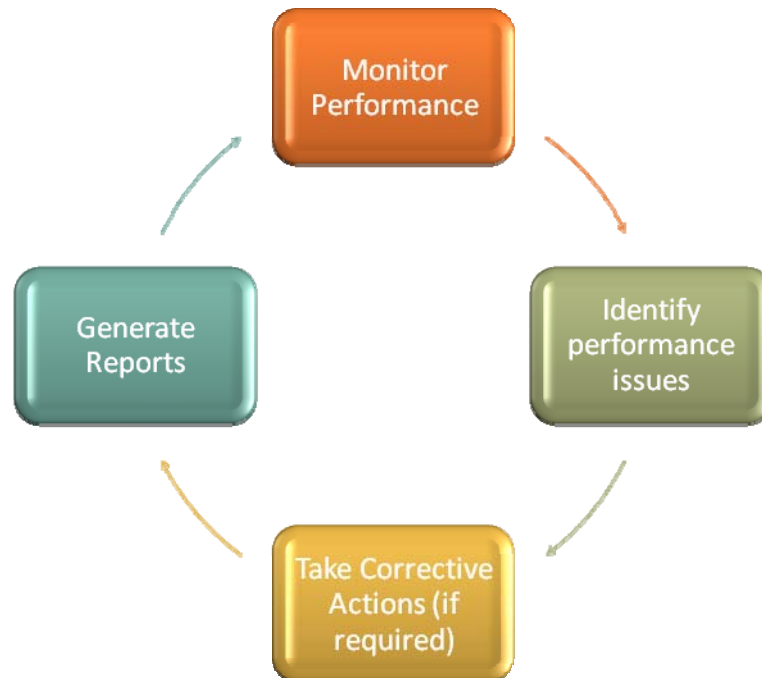 Monitor
Performance
Identify
performance
issues
Take Corrective
Actions (if
required)
Generate
Reports